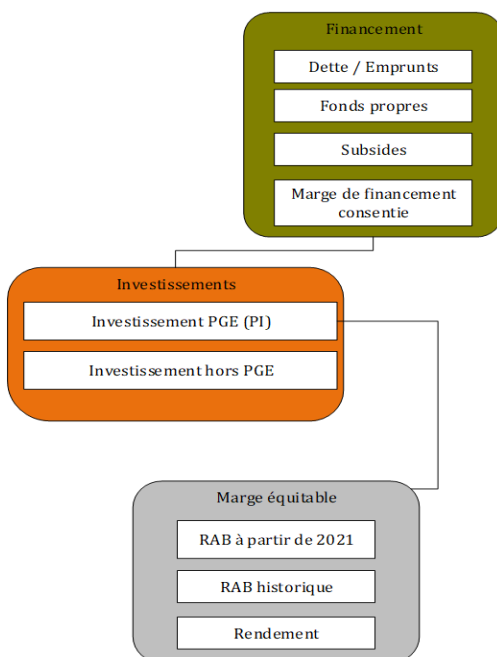 Financement
Dette / Emprunts
Fonds propres
Subsides
Marge de financement
consentie
Investissements
Investissement PGE (PI)
Investissement hors PGE
Marge équitable
RAB à partir de 2021
RAB historique
Rendement